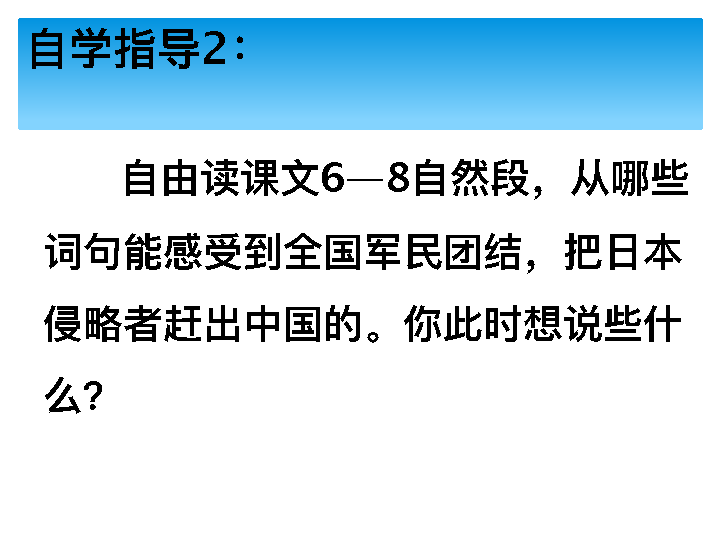 自学指导2：
自由读课文6—8自然段，从哪些
词句能感受到全国军民团结，把日本
侵略者赶出中国的。你此时想说些什
么？